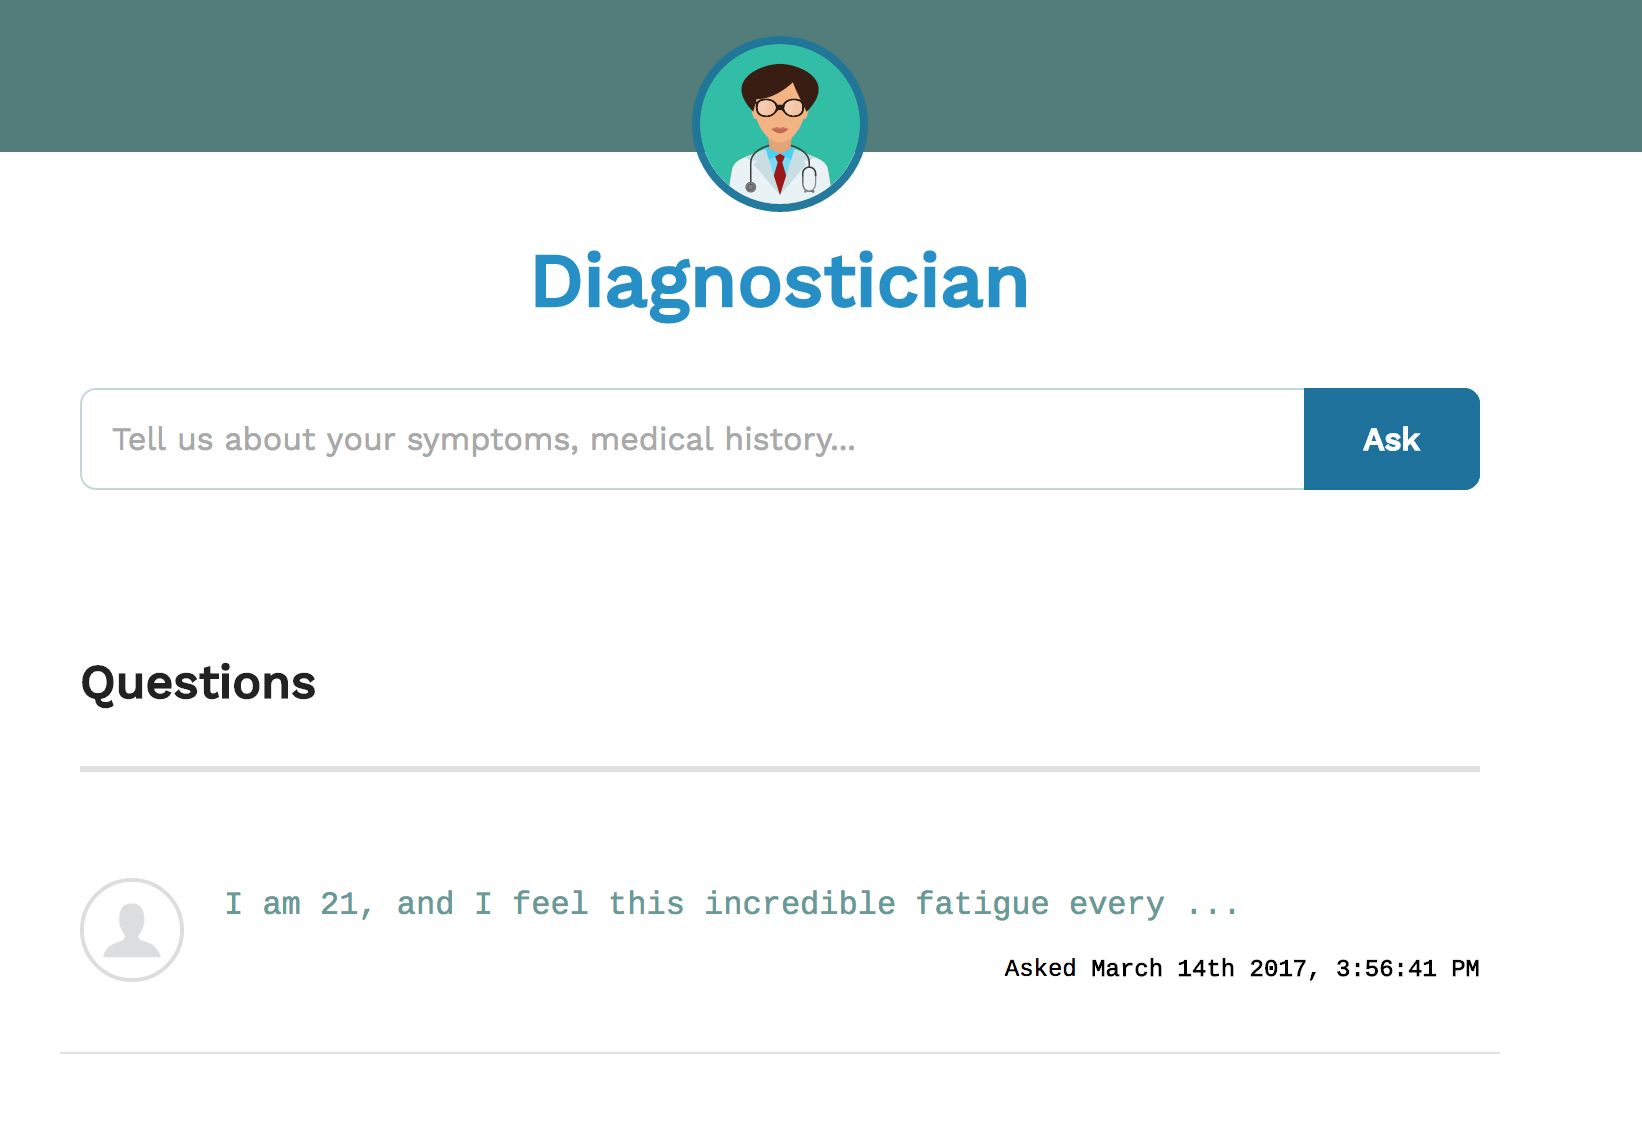 Diagnostician
Tell us about your symptoms, medical history...
Ask
Questions
I am 21, and I feel this incredible fatigue every ...
Asked March 14th 2017, 3:56:41 PM